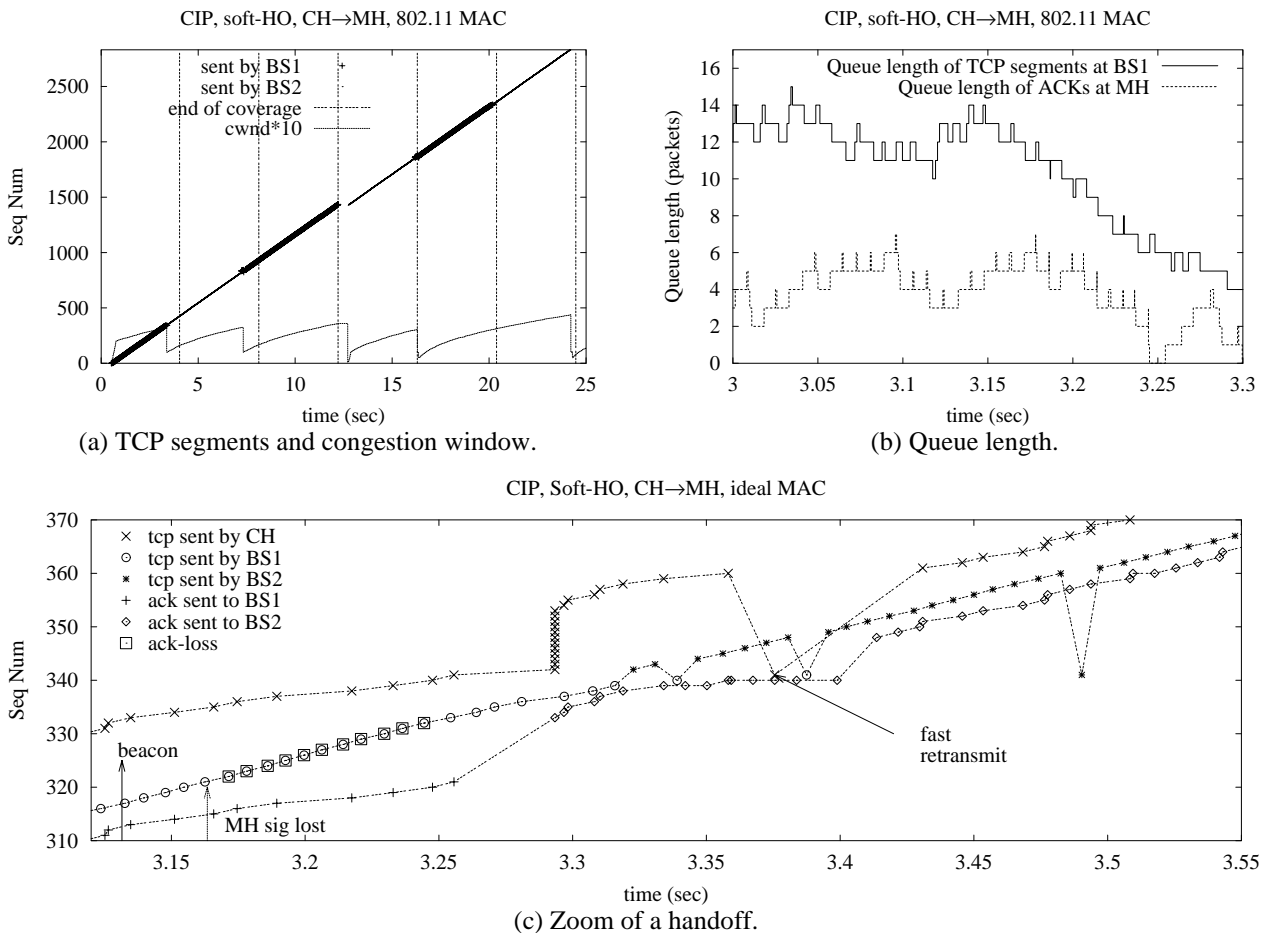 CIP, soft-HO, CH→MH, 802.11 MAC
sent by BS1
sent by BS2
end of coverage
cwnd*10
Seq Num
2500
2000
1500
1000
500
0
0 5 10 15 20 25
time (sec)
(a) TCP segments and congestion window.
CIP, soft-HO, CH→MH, 802.11 MAC
Queue length of TCP segments at BS1
Queue length of ACKs at MH
Queue length (packets)
16
14
12
10
8
6
4
2
0
3 3.05 3.1 3.15 3.2 3.25 3.3
time (sec)
(b) Queue length.
CIP, Soft-HO, CH→MH, ideal MAC
tcp sent by CH
tcp sent by BS1
tcp sent by BS2
ack sent to BS1
ack sent to BS2
ack-loss
Seq Num
370
360
350
340
330
320
310
beacon
MH sig lost
fast
retransmit
3.15 3.2 3.25 3.3 3.35 3.4 3.45 3.5 3.55
time (sec)
(c) Zoom of a handoff.